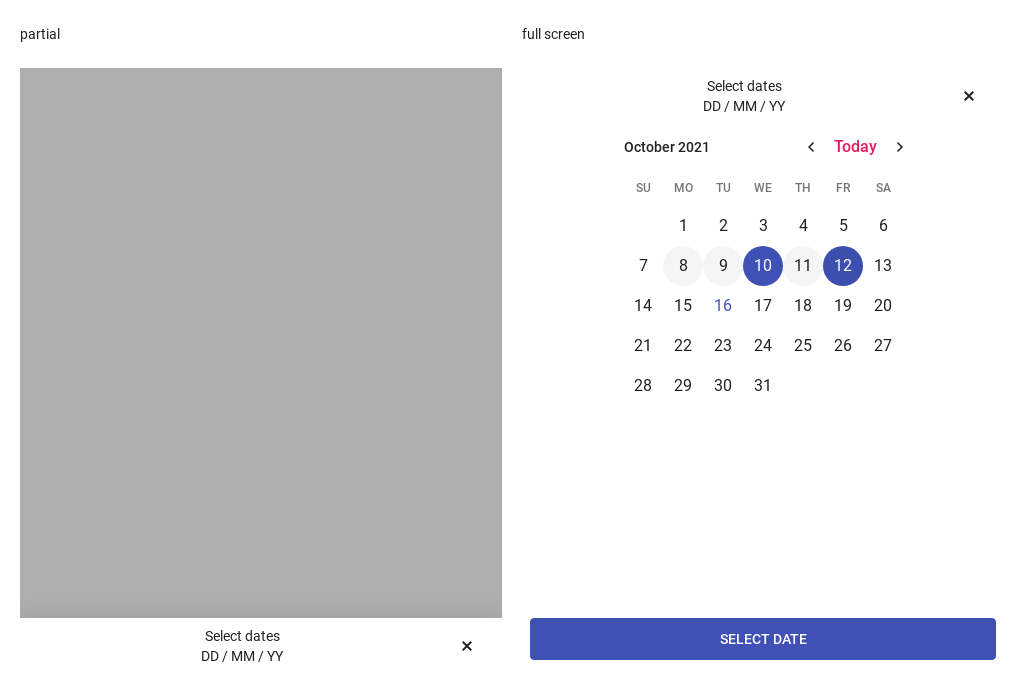 partial
Select dates
DD / MM / YY
full screen
Select dates
DD / MM / YY
October 2021
Today
SU MO TU WE TH FR SA
1 2 3 4 5 6
7 8 9 10 11 12 13
14 15 16 17 18 19 20
21 22 23 24 25 26 27
28 29 30 31
SELECT DATE